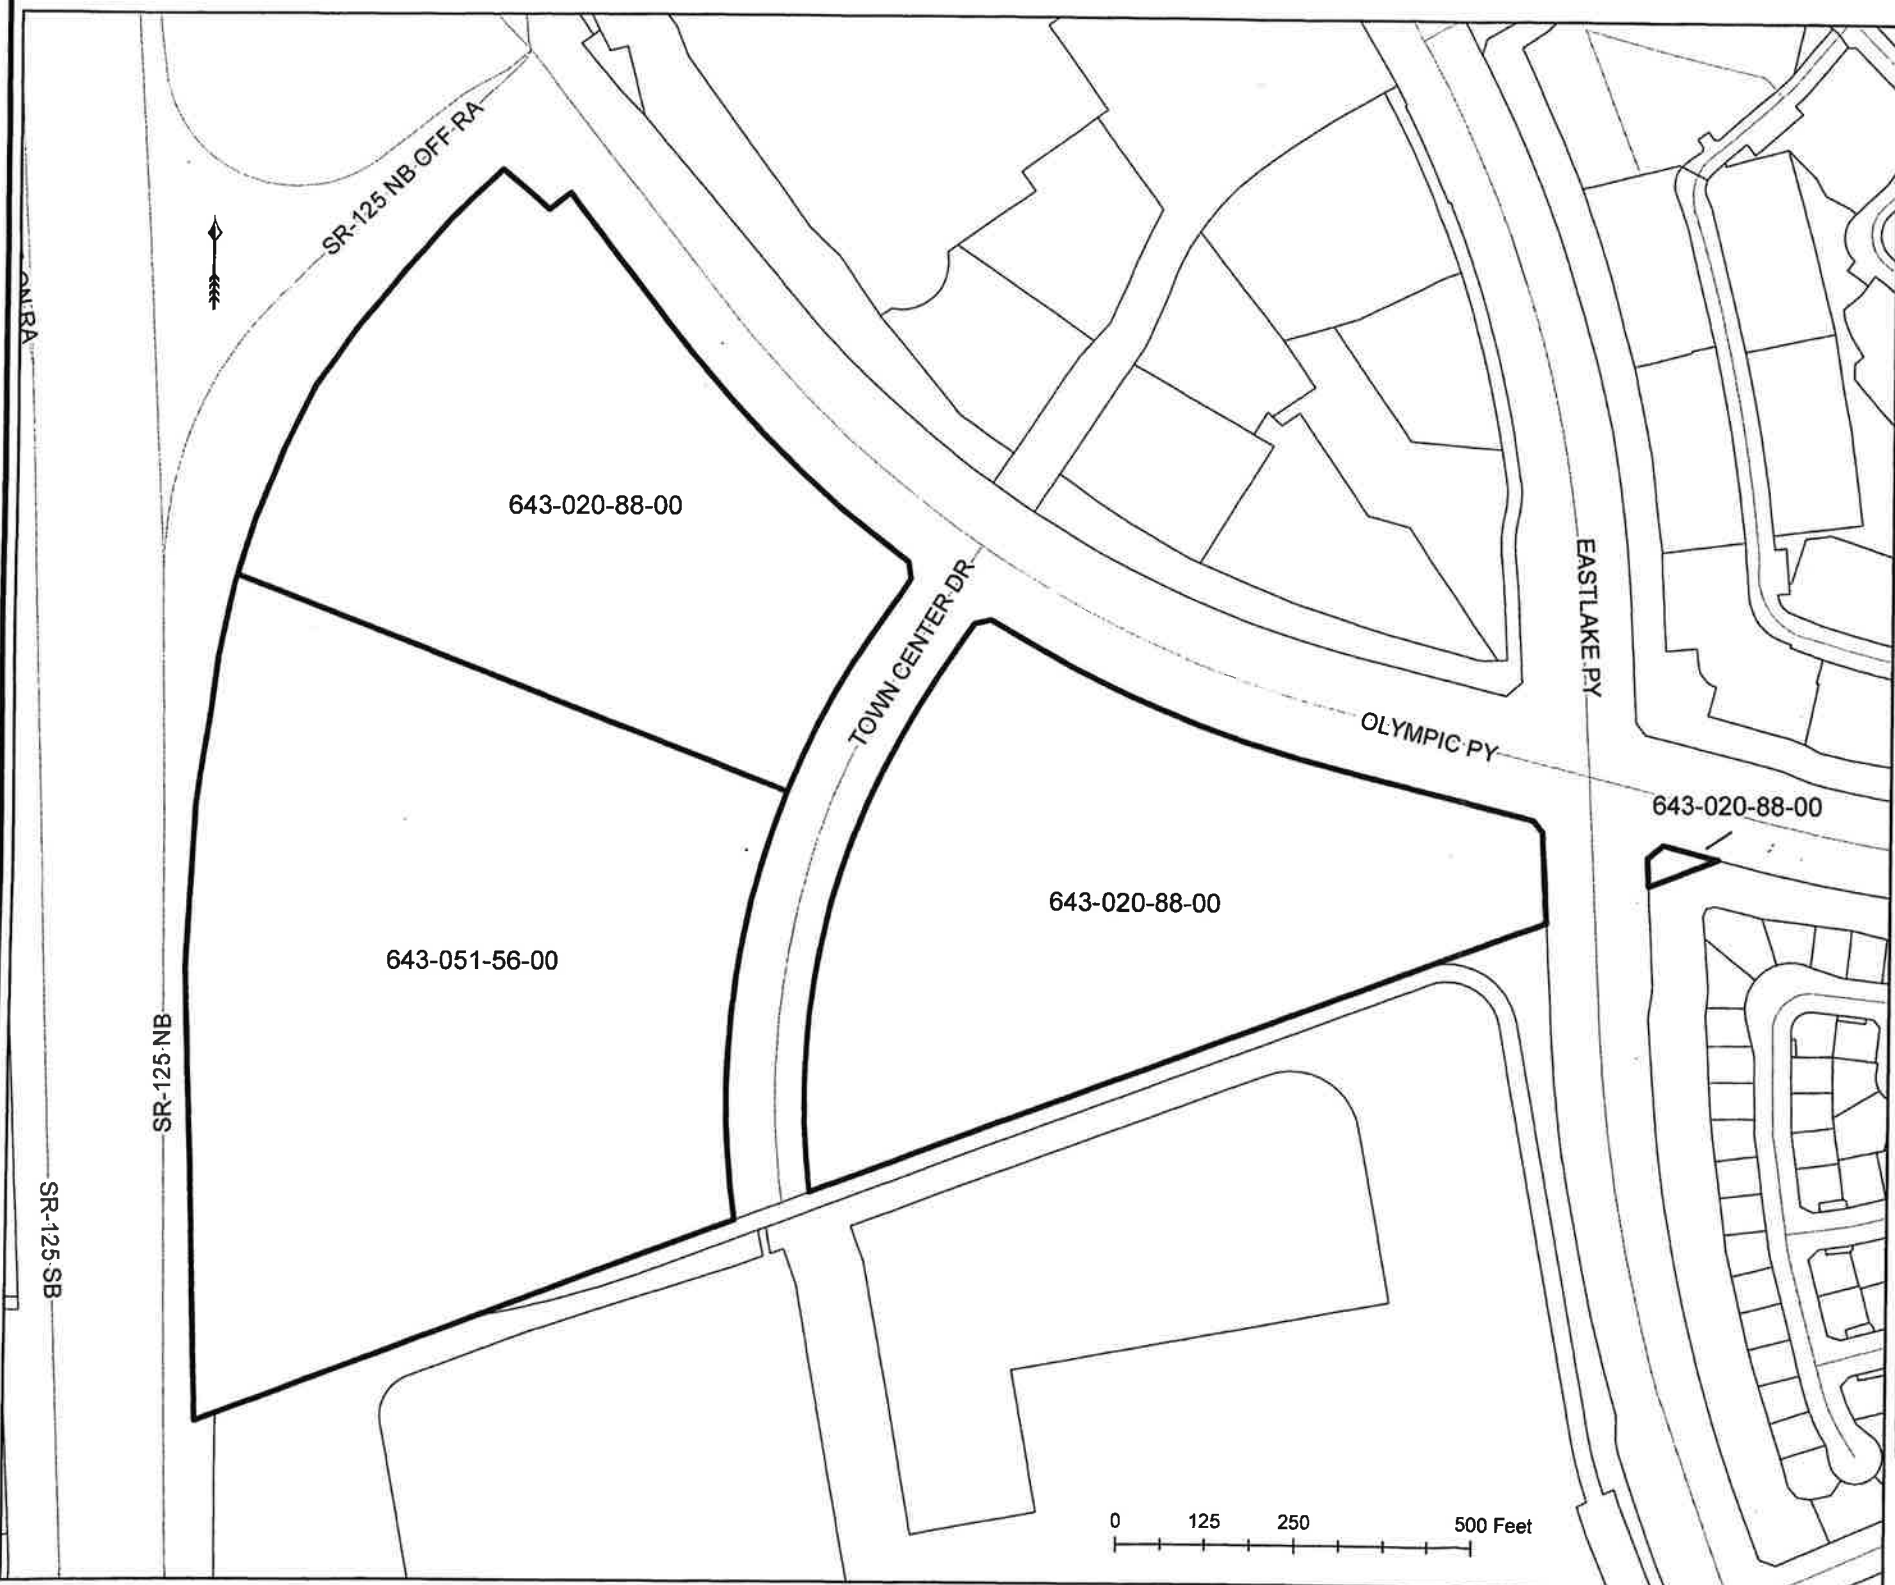 SR-125 NB OFF RA
ON RA
643-020-88-00
TOWN CENTER DR
EASTLAKE PY
OLYMPIC PY
643-020-88-00
643-020-88-00
643-051-56-00
SR-125 NB
SR-125 SB
0 125 250 500 Feet